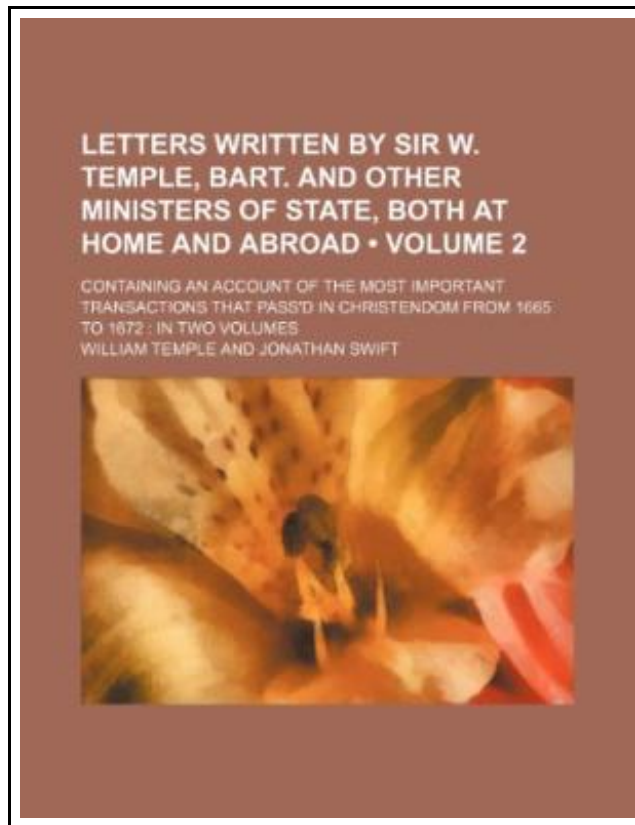 LETTERS WRITTEN BY SIR W.
TEMPLE, BART. AND OTHER
MINISTERS OF STATE, BOTH AT
HOME AND ABROAD • VOLUME 2
CONTAINING AN ACCOUNT OF THE MOST IMPORTANT
TRANSACTIONS THAT PASS'D IN CHRISTENDOM FROM 1665
TO 1672 : IN TWO VOLUMES
WILLIAM TEMPLE AND JONATHAN SWIFT